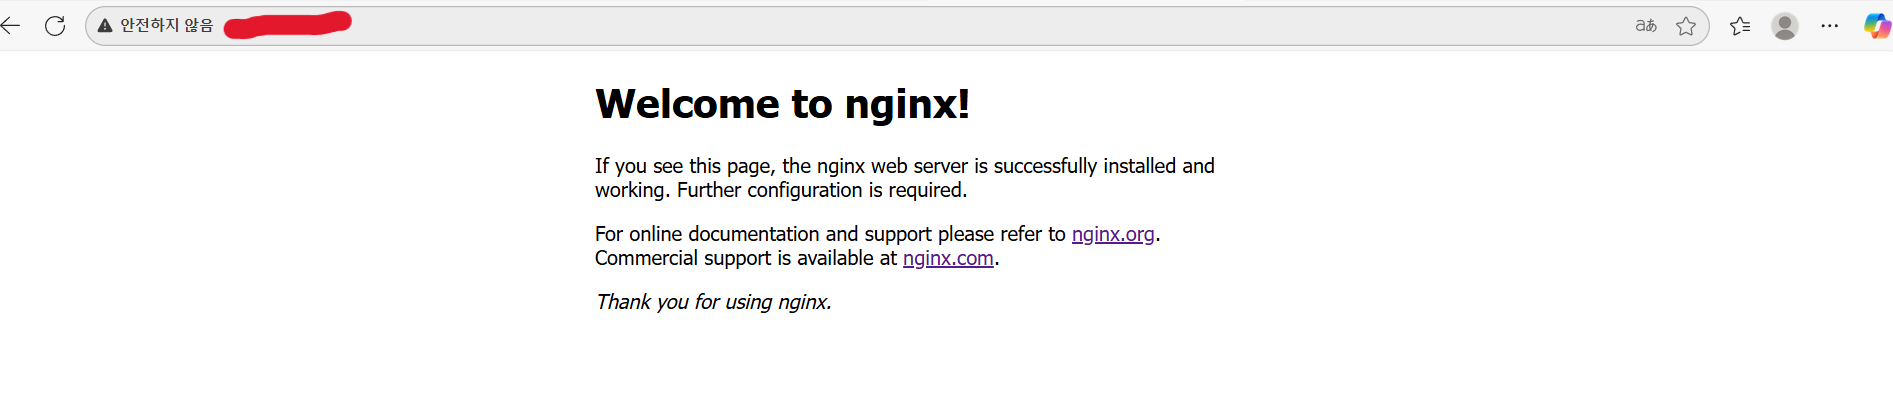 안전하지 않음
aあ
Welcome to nginx!
If you see this page, the nginx web server is successfully installed and
working. Further configuration is required.
For online documentation and support please refer to nginx.org.
Commercial support is available at nginx.com.
Thank you for using nginx.